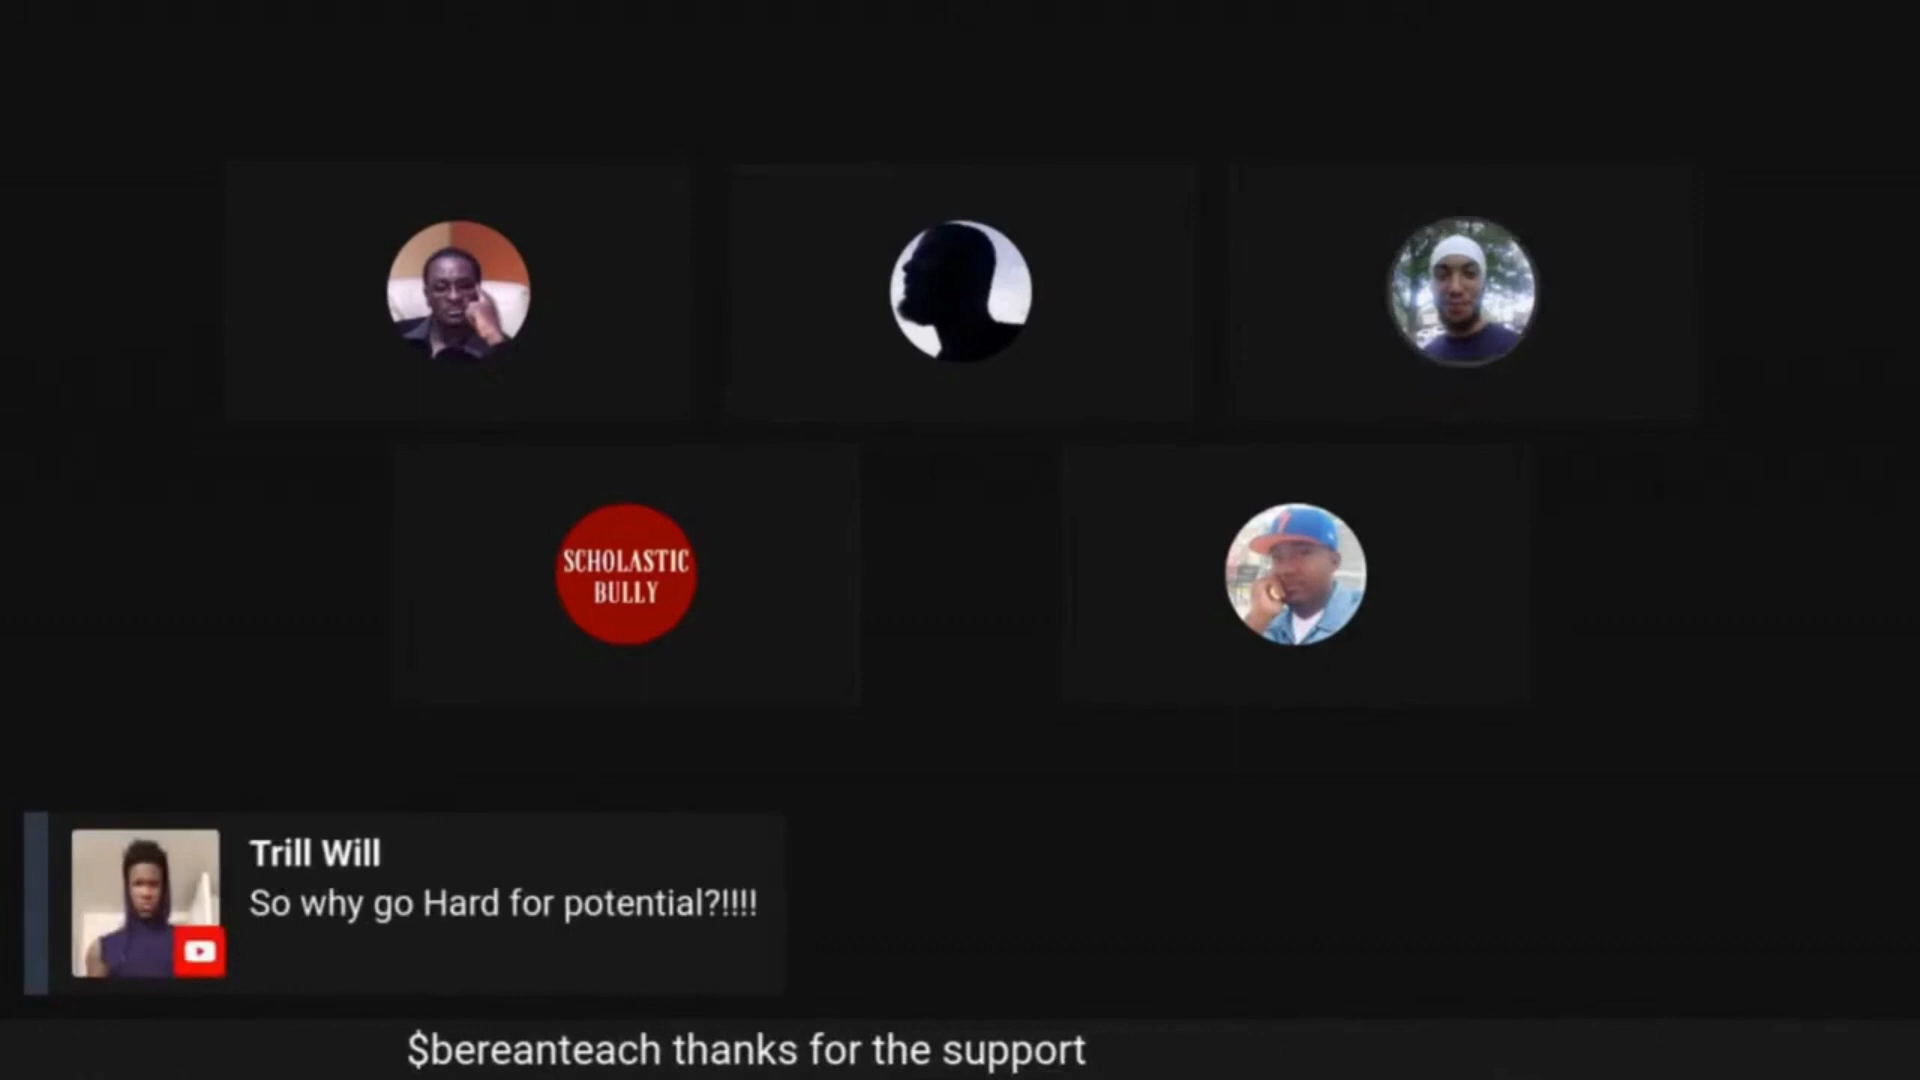 SCHOLASTIC
BULLY
Trill Will
So why go Hard for potential?!!!!
$bereanteach thanks for the support